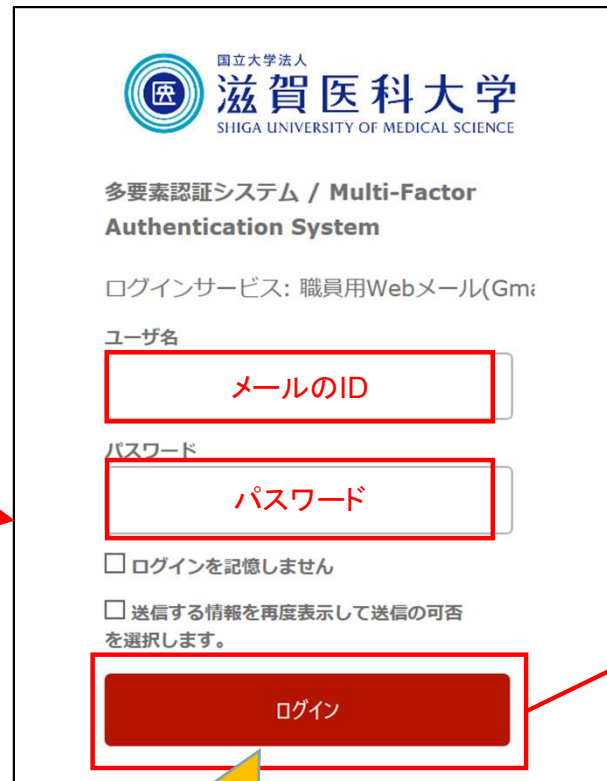 国立大学法人
滋賀医科大学
SHIGA UNIVERSITY OF MEDICAL SCIENCE
多要素認証システム / Multi-Factor
Authentication System
ログインサービス: 職員用Webメール(Gma
ユーザ名
メールのID
パスワード
パスワード
ログインを記憶しません
送信する情報を再度表示して送信の可否
を選択します。
ログイン